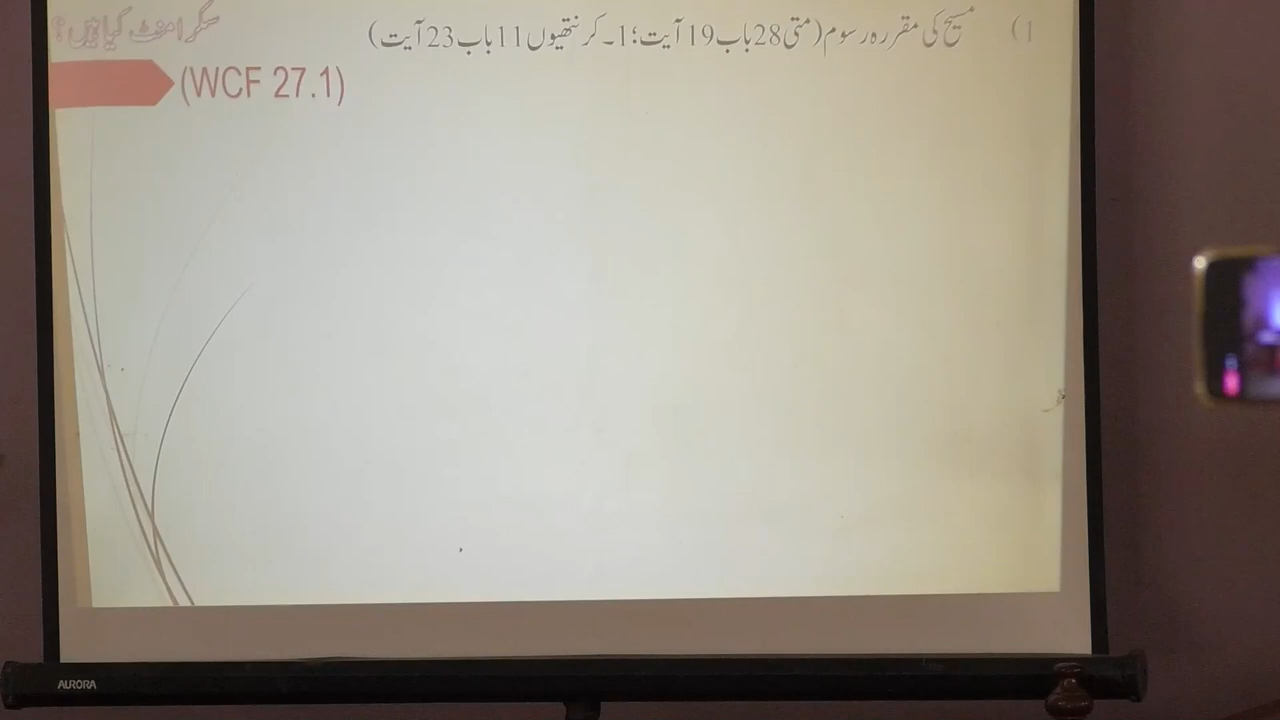 سکرامنٹ کیا ہیں؟
(WCF 27.1)
1) مسیح کی مقررہ رسوم (متی 28 باب 19 آیت؛ 1۔ کرنتھیوں 11 باب 23 آیت)
AURORA